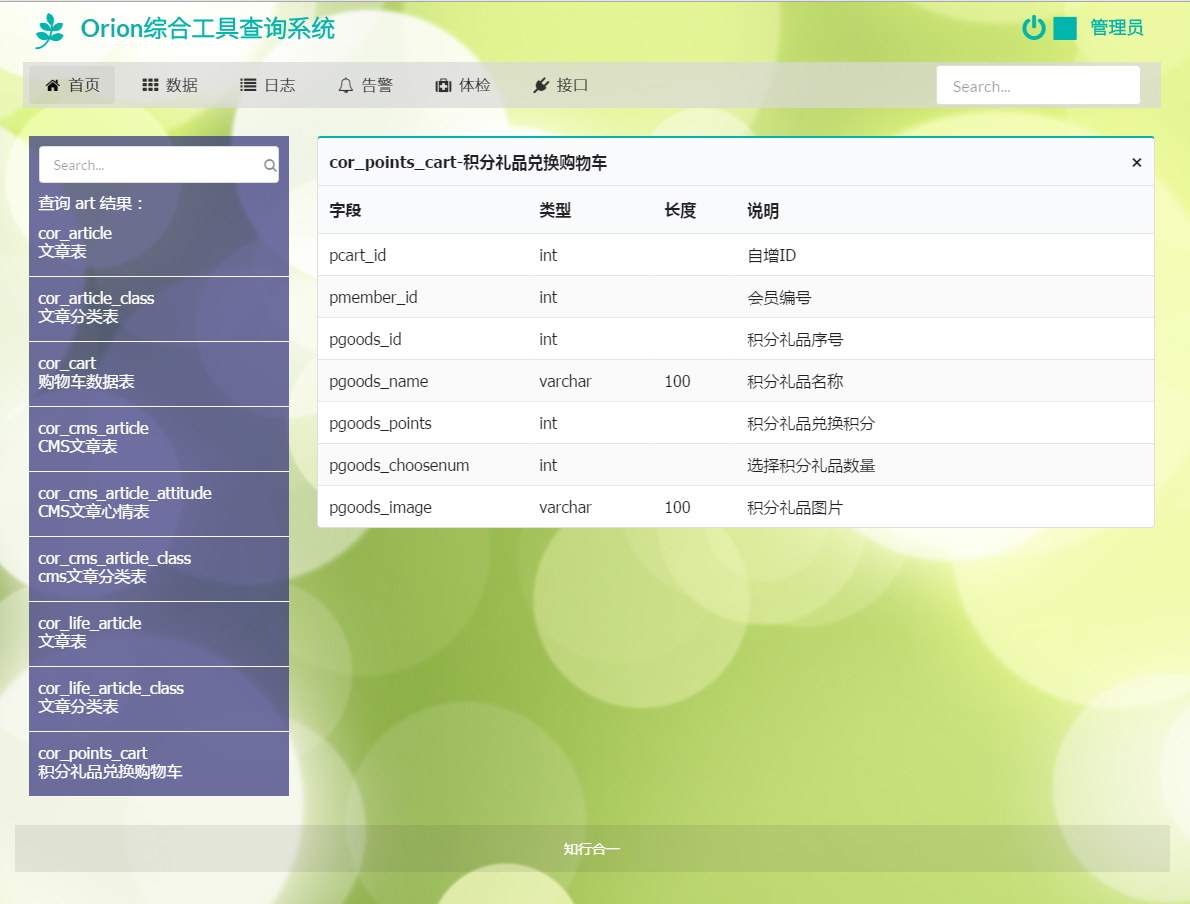 Orion综合工具查询系统
管理员
首页 数据 日志 告警 体检 接口 Search...
Search...
查询 art 结果：
cor_article
文章表
cor_article_class
文章分类表
cor_cart
购物车数据表
cor_cms_article
CMS文章表
cor_cms_article_attitude
CMS文章心情表
cor_cms_article_class
cms文章分类表
cor_life_article
文章表
cor_life_article_class
文章分类表
cor_points_cart
积分礼品兑换购物车
cor_points_cart-积分礼品兑换购物车 ×
字段 类型 长度 说明
pcart_id int 自增ID
pmember_id int 会员编号
pgoods_id int 积分礼品序号
pgoods_name varchar 100 积分礼品名称
pgoods_points int 积分礼品兑换积分
pgoods_choosenum int 选择积分礼品数量
pgoods_image varchar 100 积分礼品图片
知行合一